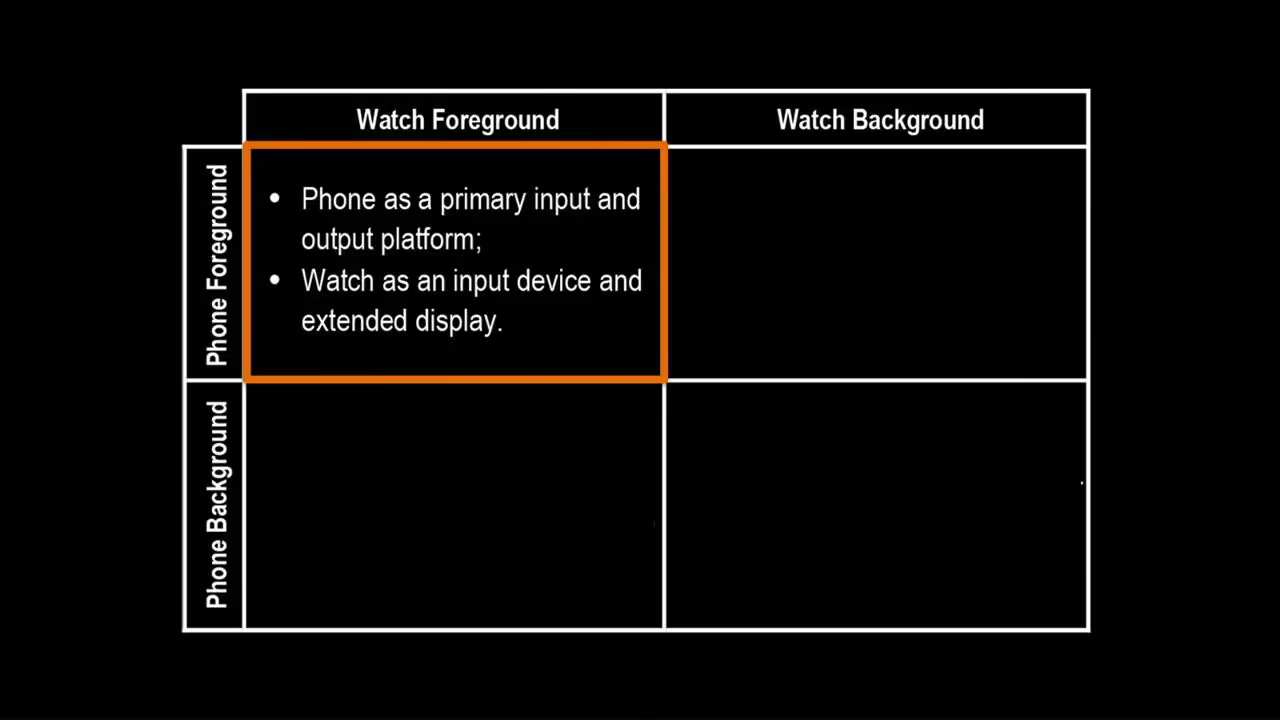 Watch Foreground
Watch Background
Phone Foreground
• Phone as a primary input and
output platform;
• Watch as an input device and
extended display.
Phone Background